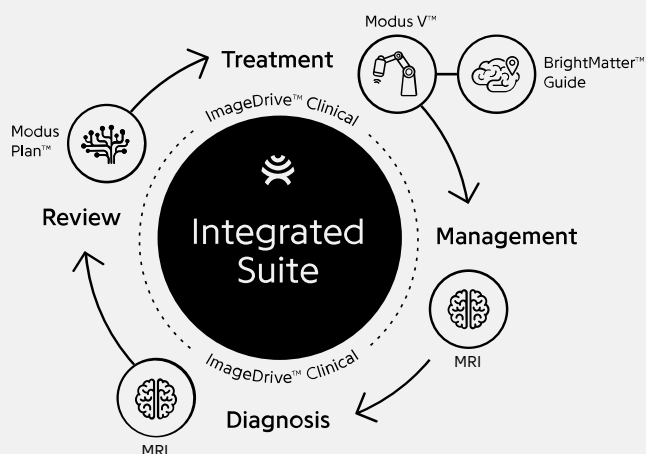 Modus V™
Treatment
BrightMatter™
Guide
ImageDrive™ Clinical
Modus
Plan™
Review
Integrated
Suite
Management
MRI
ImageDrive™ Clinical
Diagnosis
MRI